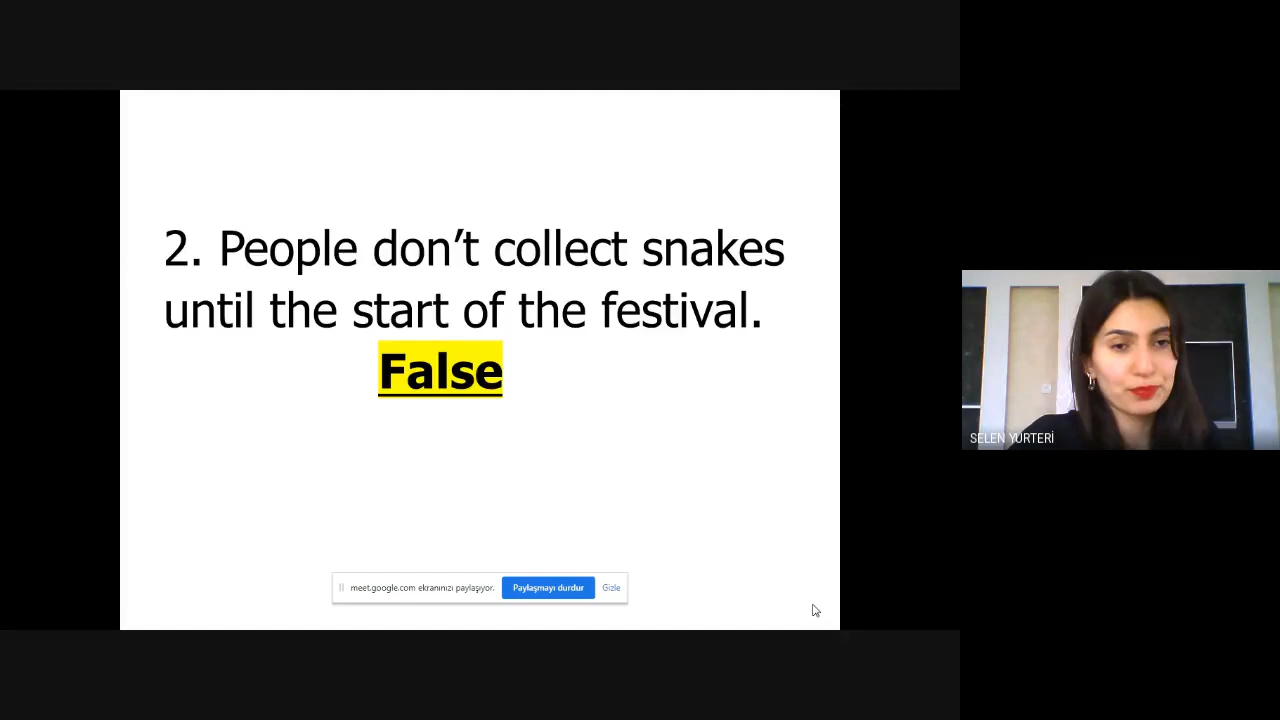 2. People don't collect snakes
until the start of the festival.
False
meet.google.com ekranınızı paylaşıyor. Paylaşmayı durdur Gizle
SELEN YURTERİ